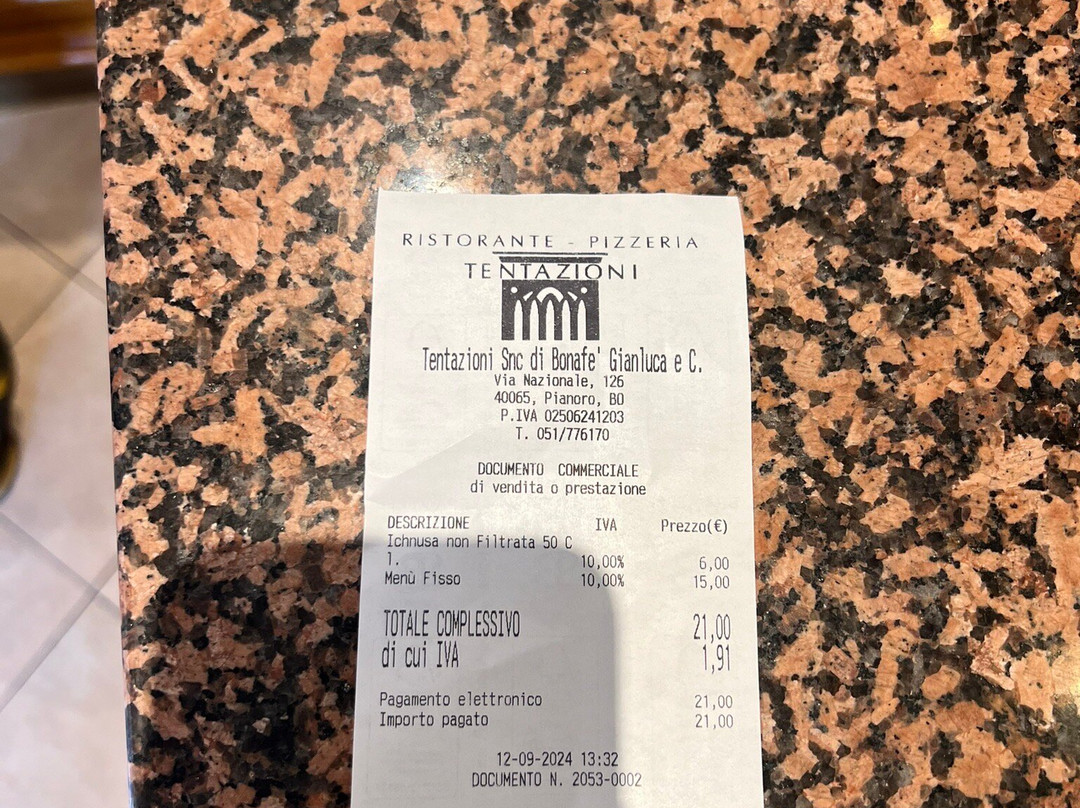 RISTORANTE - PIZZERIA
TENTAZIONI
Tentazioni Snc di Bonafe' Gianluca e C.
Via Nazionale, 126
40065, Pianoro, BO
P.IVA 02506241203
T. 051/776170
DOCUMENTO COMMERCIALE
di vendita o prestazione
DESCRIZIONE IVA Prezzo(€)
Ichnusa non Filtrata 50 C
l. 10,00% 6,00
Menù Fisso 10,00% 15,00
TOTALE COMPLESSIVO 21,00
di cui IVA 1,91
Pagamento elettronico 21,00
Importo pagato 21,00
12-09-2024 13:32
DOCUMENTO N. 2053-0002